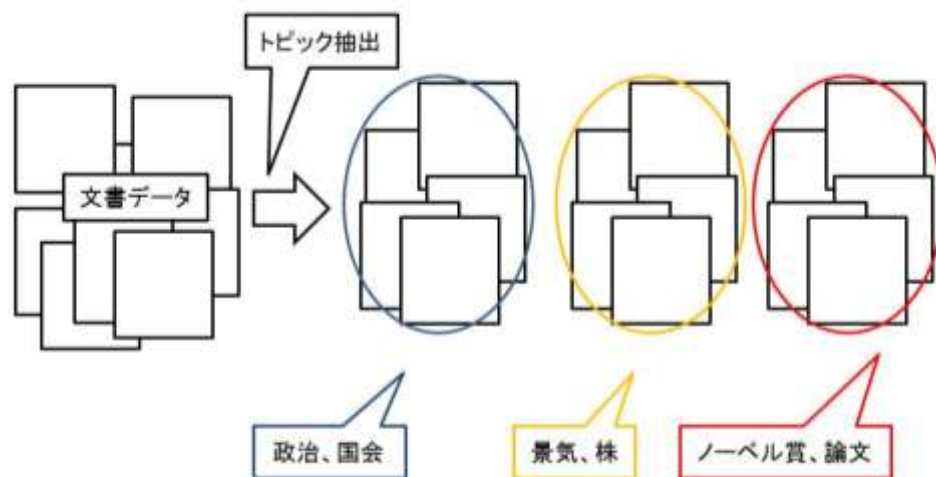 トピック抽出
文書データ
政治、国会
景気、株
ノーベル賞、論文